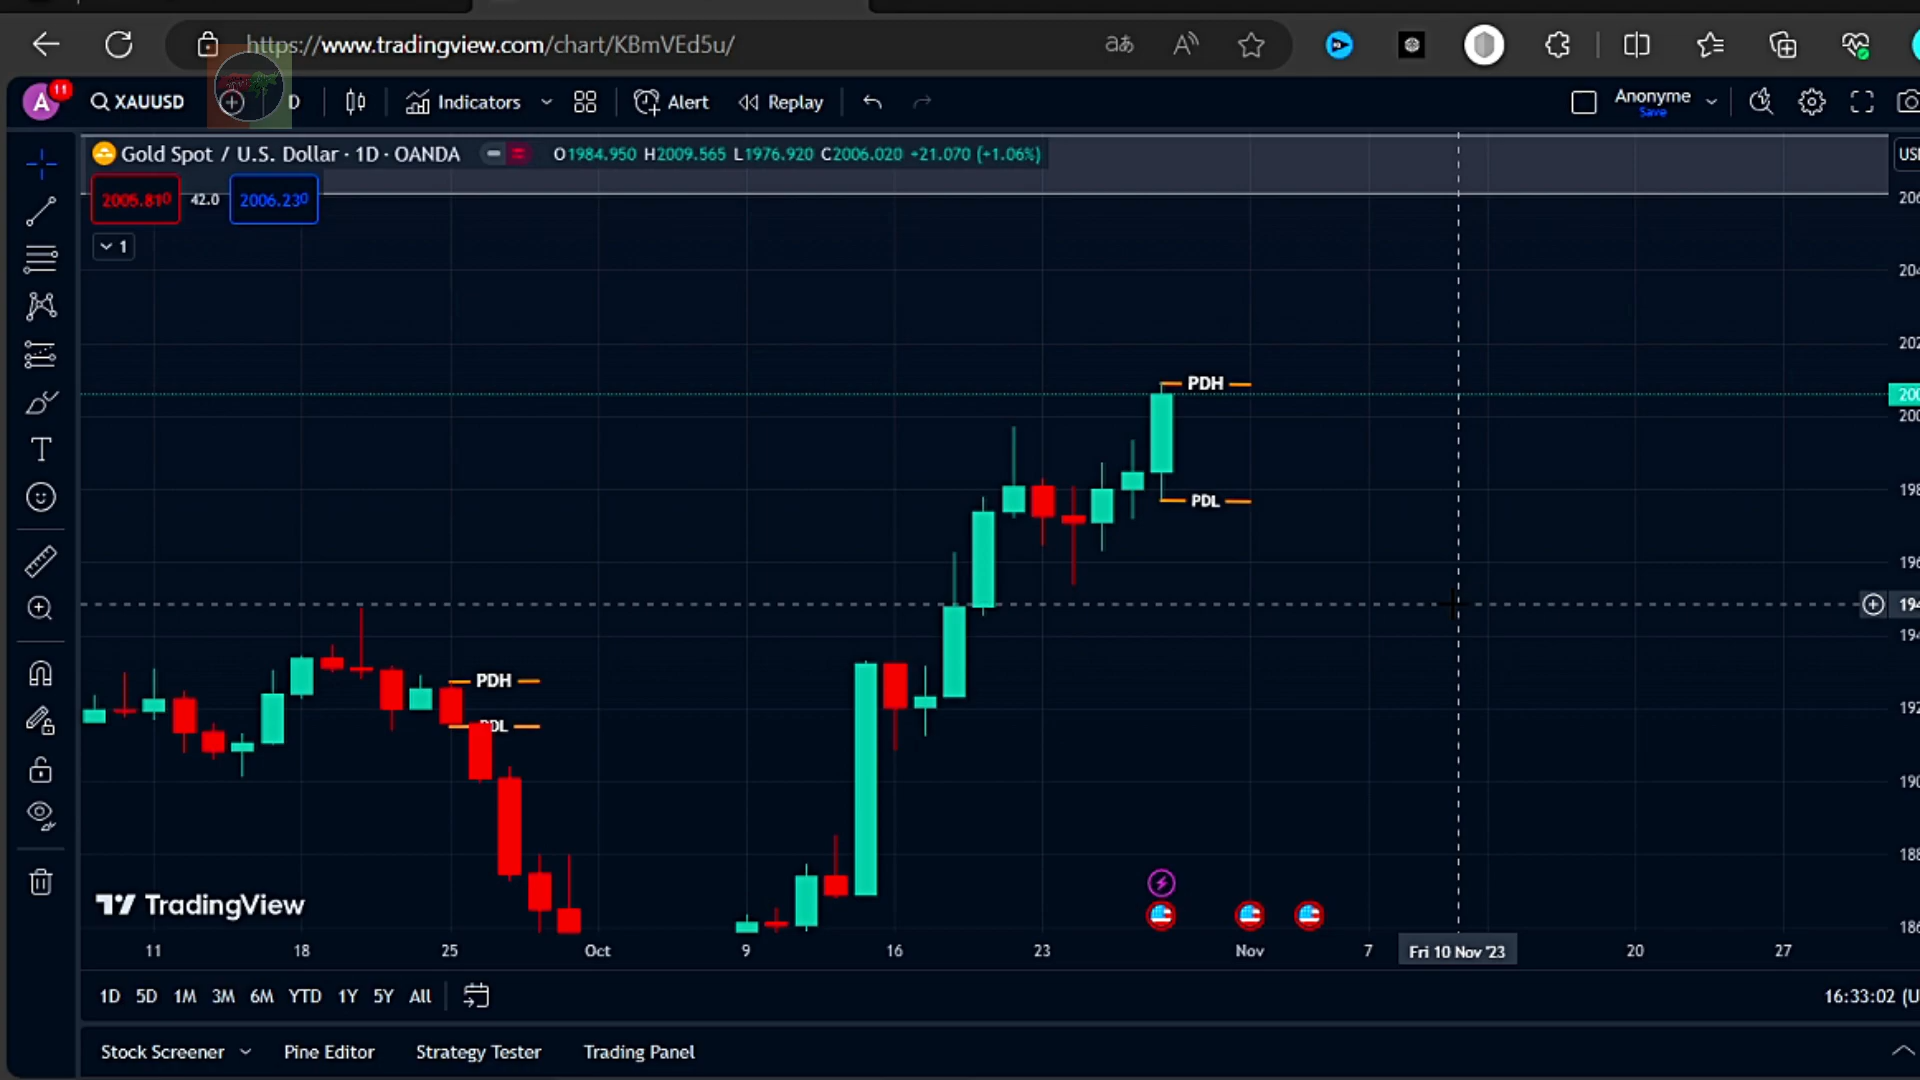 https://www.tradingview.com/chart/KBmVEd5u/
A 11 XAUUSD D Indicators Alert Replay Anonyme
Save
Gold Spot / U.S. Dollar · 1D · OANDA O1984.950 H2009.565 L1976.920 C2006.020 +21.070 (+1.06%)
2005.810 42.0 2006.230
1
PDH
PDL
PDH
PDL
TradingView
11 18 25 Oct 9 16 23 Nov 7 Fri 10 Nov '23 20 27
1D 5D 1M 3M 6M YTD 1Y 5Y All 16:33:02
Stock Screener Pine Editor Strategy Tester Trading Panel